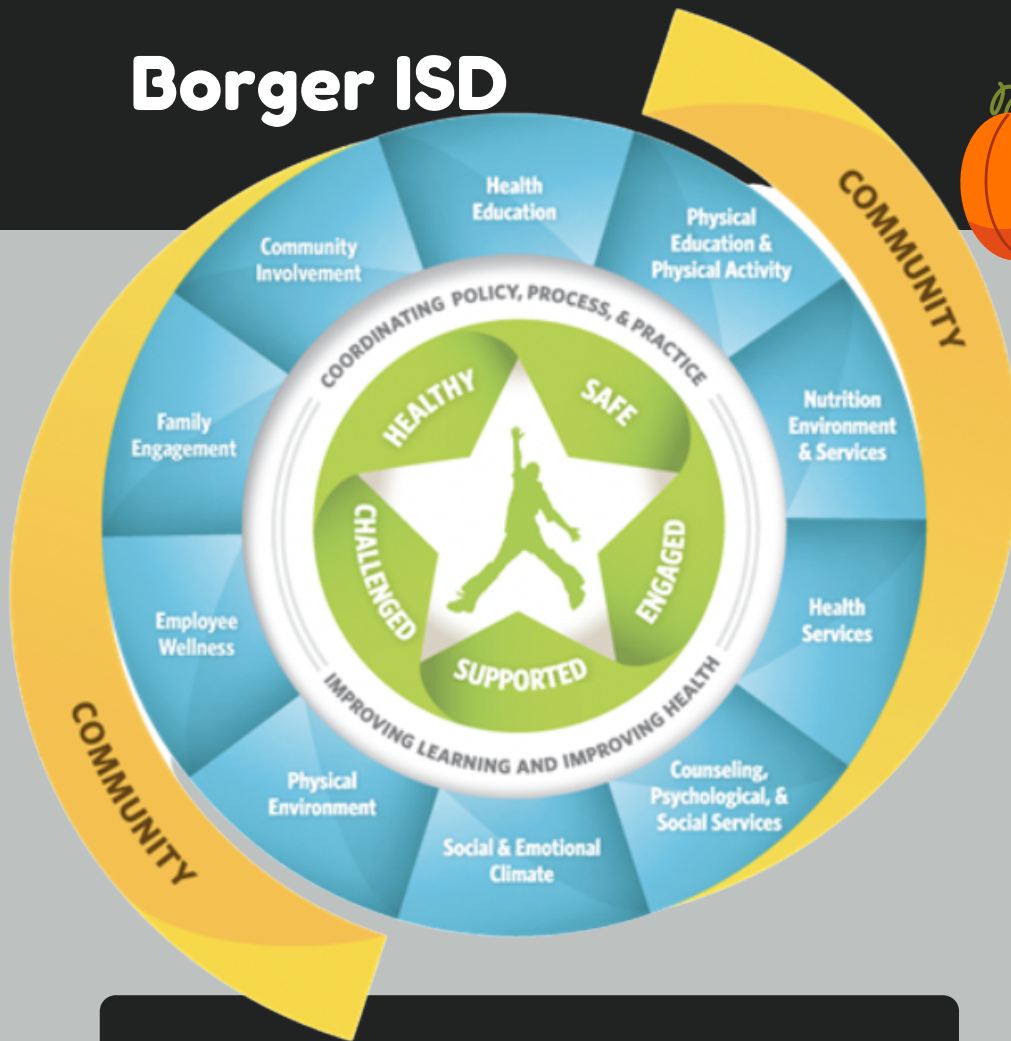 Borger ISD
COMMUNITY
Health
Education
Physical
Education &
Physical Activity
Nutrition
Environment
& Services
Health
Services
Counseling,
Psychological, &
Social Services
Social & Emotional
Climate
Physical
Environment
Employee
Wellness
Family
Engagement
Community
Involvement
COORDINATING POLICY, PROCESS, & PRACTICE
IMPROVING LEARNING AND IMPROVING HEALTH
HEALTHY
SAFE
ENGAGED
SUPPORTED
CHALLENGED
COMMUNITY